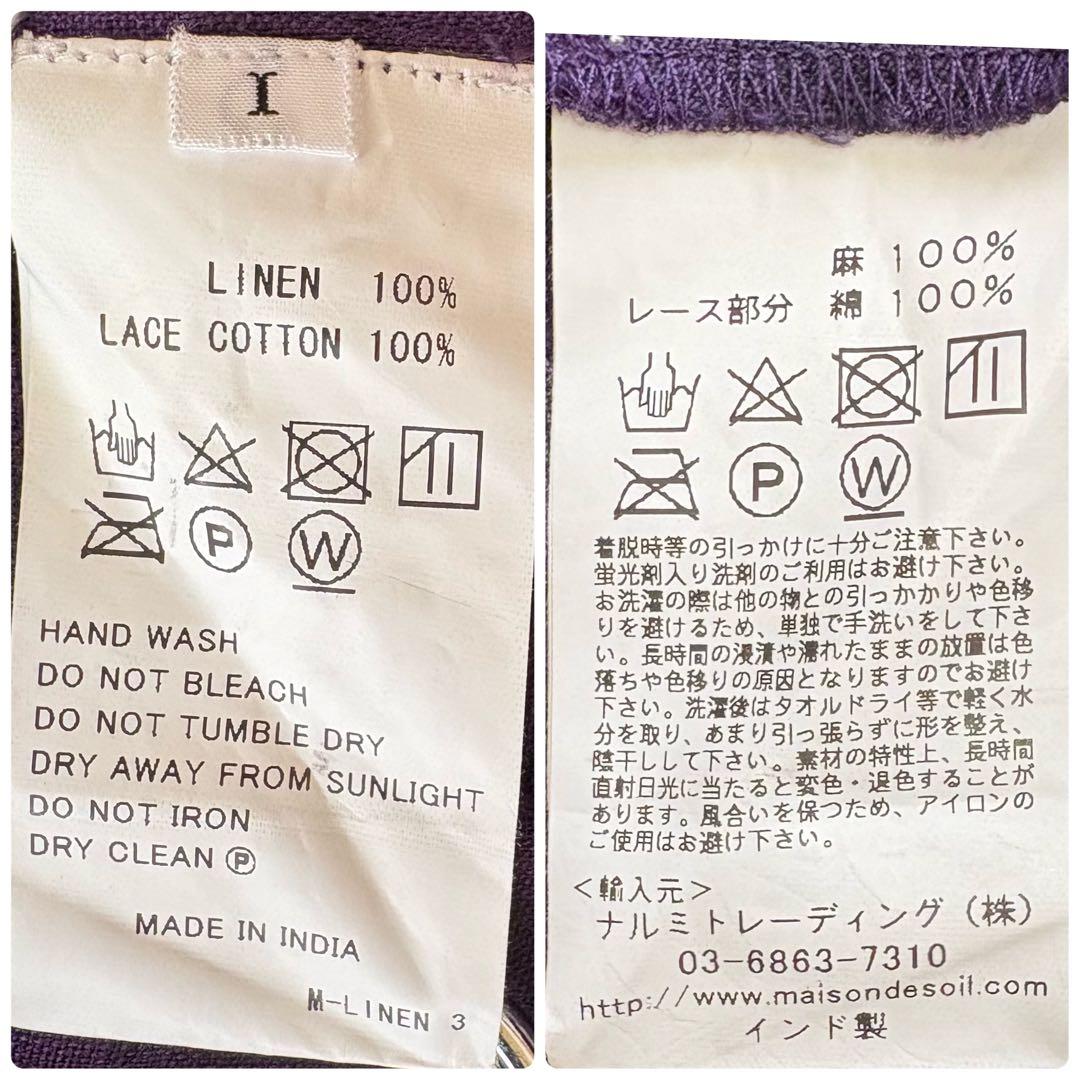 I
LINEN 100%
LACE COTTON 100%
P W
HAND WASH
DO NOT BLEACH
DO NOT TUMBLE DRY
DRY AWAY FROM SUNLIGHT
DO NOT IRON
DRY CLEAN Ⓟ
MADE IN INDIA
M-LINEN 3
麻 100%
レース部分 綿 100%
P W
着脱時等の引っかけに十分ご注意下さい。
蛍光剤入り洗剤のご利用はお避け下さい。
お洗濯の際は他の物との引っかかりや色移
りを避けるため、単独で手洗いをして下さ
い。長時間の浸漬や濡れたままの放置は色
落ちや色移りの原因となりますのでお避け
下さい。洗濯後はタオルドライ等で軽く水
分を取り、あまり引っ張らずに形を整え、
陰干しして下さい。素材の特性上、長時間
直射日光に当たると変色・退色することが
あります。風合いを保つため、アイロンの
ご使用はお避け下さい。
＜輸入元＞
ナルミトレーディング（株）
03-6863-7310
http://www.maisondesoil.com
インド製